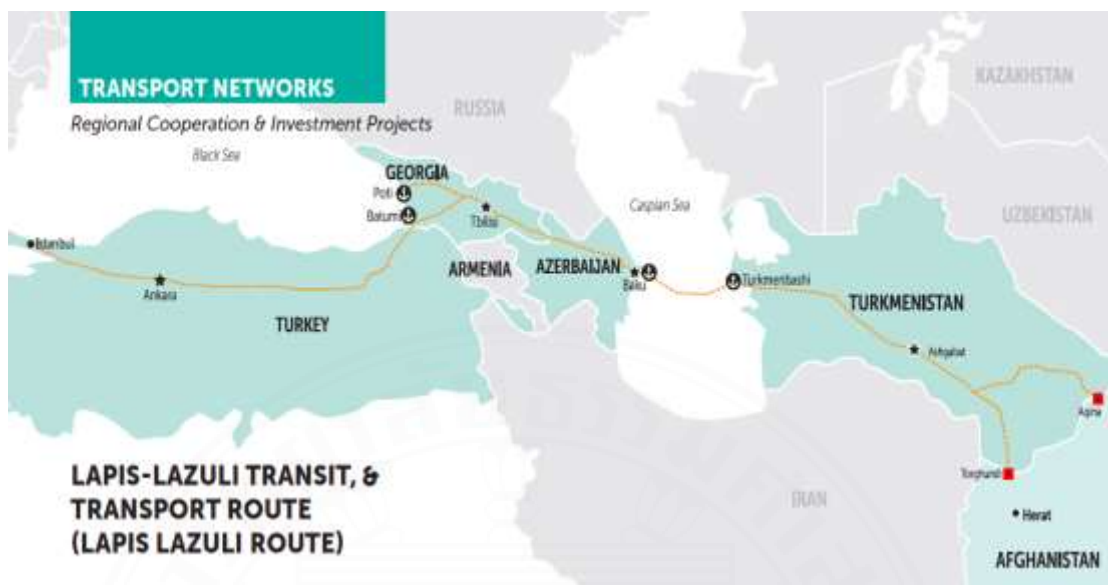 TRANSPORT NETWORKS
Regional Cooperation & Investment Projects
KAZAKHSTAN
RUSSIA
Black Sea
GEORGIA
Poti
Batumi
Tbilisi
Caspian Sea
UZBEKISTAN
Istanbul
Ankara
ARMENIA
AZERBAIJAN
Baku
Turkmenbashi
TURKMENISTAN
TURKEY
Ashgabat
Aqina
Torghundi
LAPIS-LAZULI TRANSIT, &
TRANSPORT ROUTE
(LAPIS LAZULI ROUTE)
IRAN
Herat
AFGHANISTAN